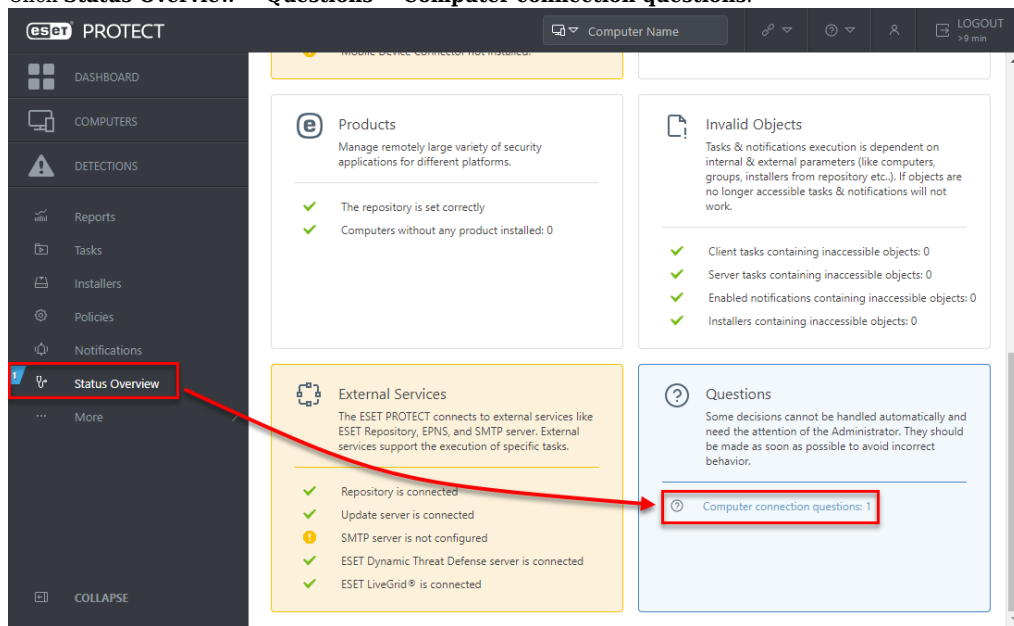 Click Status Overview → Questions → Computer connection questions.
eset PROTECT
Computer Name
LOGOUT
>9 min
DASHBOARD
COMPUTERS
DETECTIONS
Reports
Tasks
Installers
Policies
Notifications
1
Status Overview
More
COLLAPSE
Mobile Device Connector not installed.
Products
Manage remotely large variety of security
applications for different platforms.
The repository is set correctly
Computers without any product installed: 0
Invalid Objects
Tasks & notifications execution is dependent on
internal & external parameters (like computers,
groups, installers from repository etc..). If objects are
no longer accessible tasks & notifications will not
work.
Client tasks containing inaccessible objects: 0
Server tasks containing inaccessible objects: 0
Enabled notifications containing inaccessible objects: 0
Installers containing inaccessible objects: 0
External Services
The ESET PROTECT connects to external services like
ESET Repository, EPNS, and SMTP server. External
services support the execution of specific tasks.
Repository is connected
Update server is connected
SMTP server is not configured
ESET Dynamic Threat Defense server is connected
ESET LiveGrid® is connected
Questions
Some decisions cannot be handled automatically and
need the attention of the Administrator. They should
be made as soon as possible to avoid incorrect
behavior.
Computer connection questions: 1